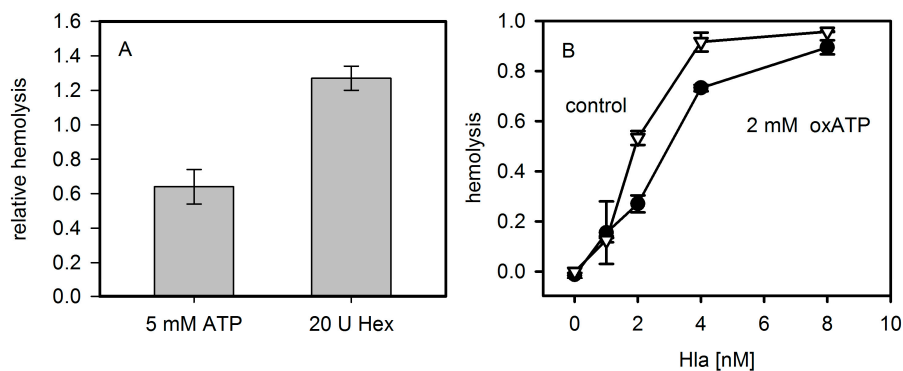 A
relative hemolysis
1.6
1.4
1.2
1.0
0.8
0.6
0.4
0.2
0.0
5 mM ATP
20 U Hex
B
hemolysis
1.0
0.8
0.6
0.4
0.2
0.0
control
2 mM oxATP
0
2
4
6
8
10
Hla [nM]